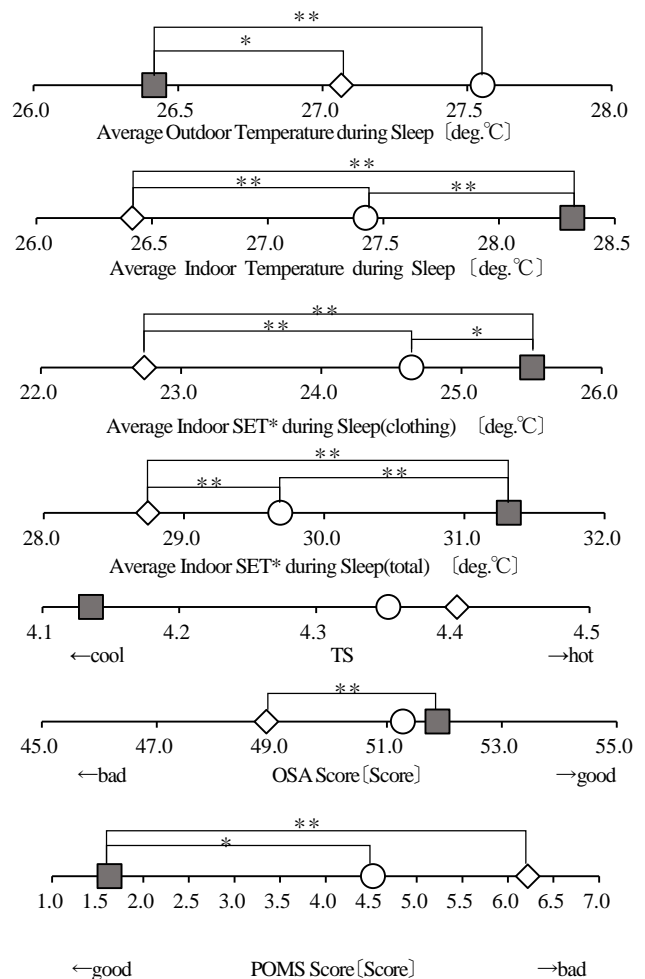 **
*
26.0 26.5 27.0 27.5 28.0
Average Outdoor Temperature during Sleep〔deg.℃〕
**
** **
26.0 26.5 27.0 27.5 28.0 28.5
Average Indoor Temperature during Sleep〔deg.℃〕
**
** *
22.0 23.0 24.0 25.0 26.0
Average Indoor SET* during Sleep(clothing) 〔deg.℃〕
**
** **
28.0 29.0 30.0 31.0 32.0
Average Indoor SET* during Sleep(total) 〔deg.℃〕
4.1 4.2 4.3 4.4 4.5
←cool TS →hot
**
45.0 47.0 49.0 51.0 53.0 55.0
←bad OSA Score〔Score〕 →good
**
*
1.0 1.5 2.0 2.5 3.0 3.5 4.0 4.5 5.0 5.5 6.0 6.5 7.0
←good POMS Score〔Score〕 →bad